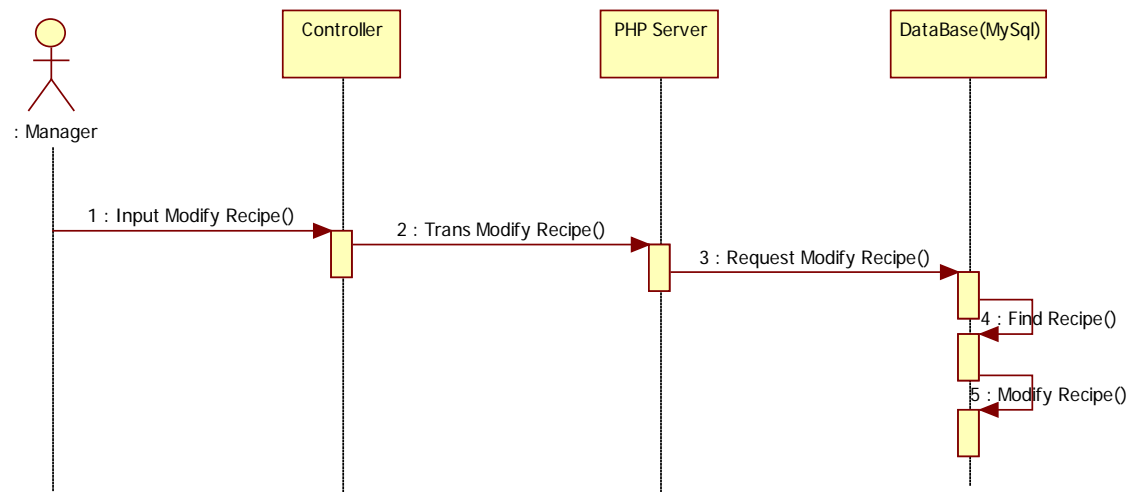 Controller
PHP Server
DataBase(MySql)
: Manager
1 : Input Modify Recipe()
2 : Trans Modify Recipe()
3 : Request Modify Recipe()
4 : Find Recipe()
5 : Modify Recipe()